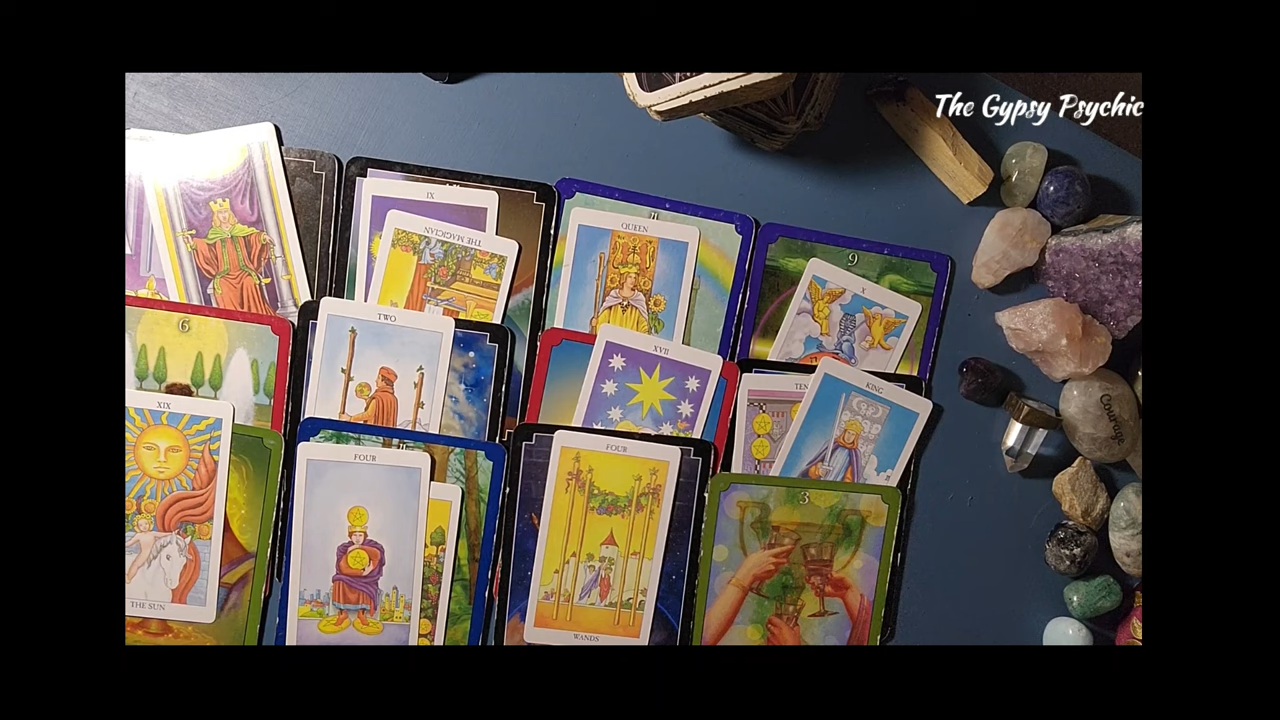 The Gypsy Psychic
IX
THE MAGICIAN
QUEEN
9
X
6
TWO
XVII
TEN
KING
XIX
FOUR
FOUR
3
Courage
THE SUN
WANDS